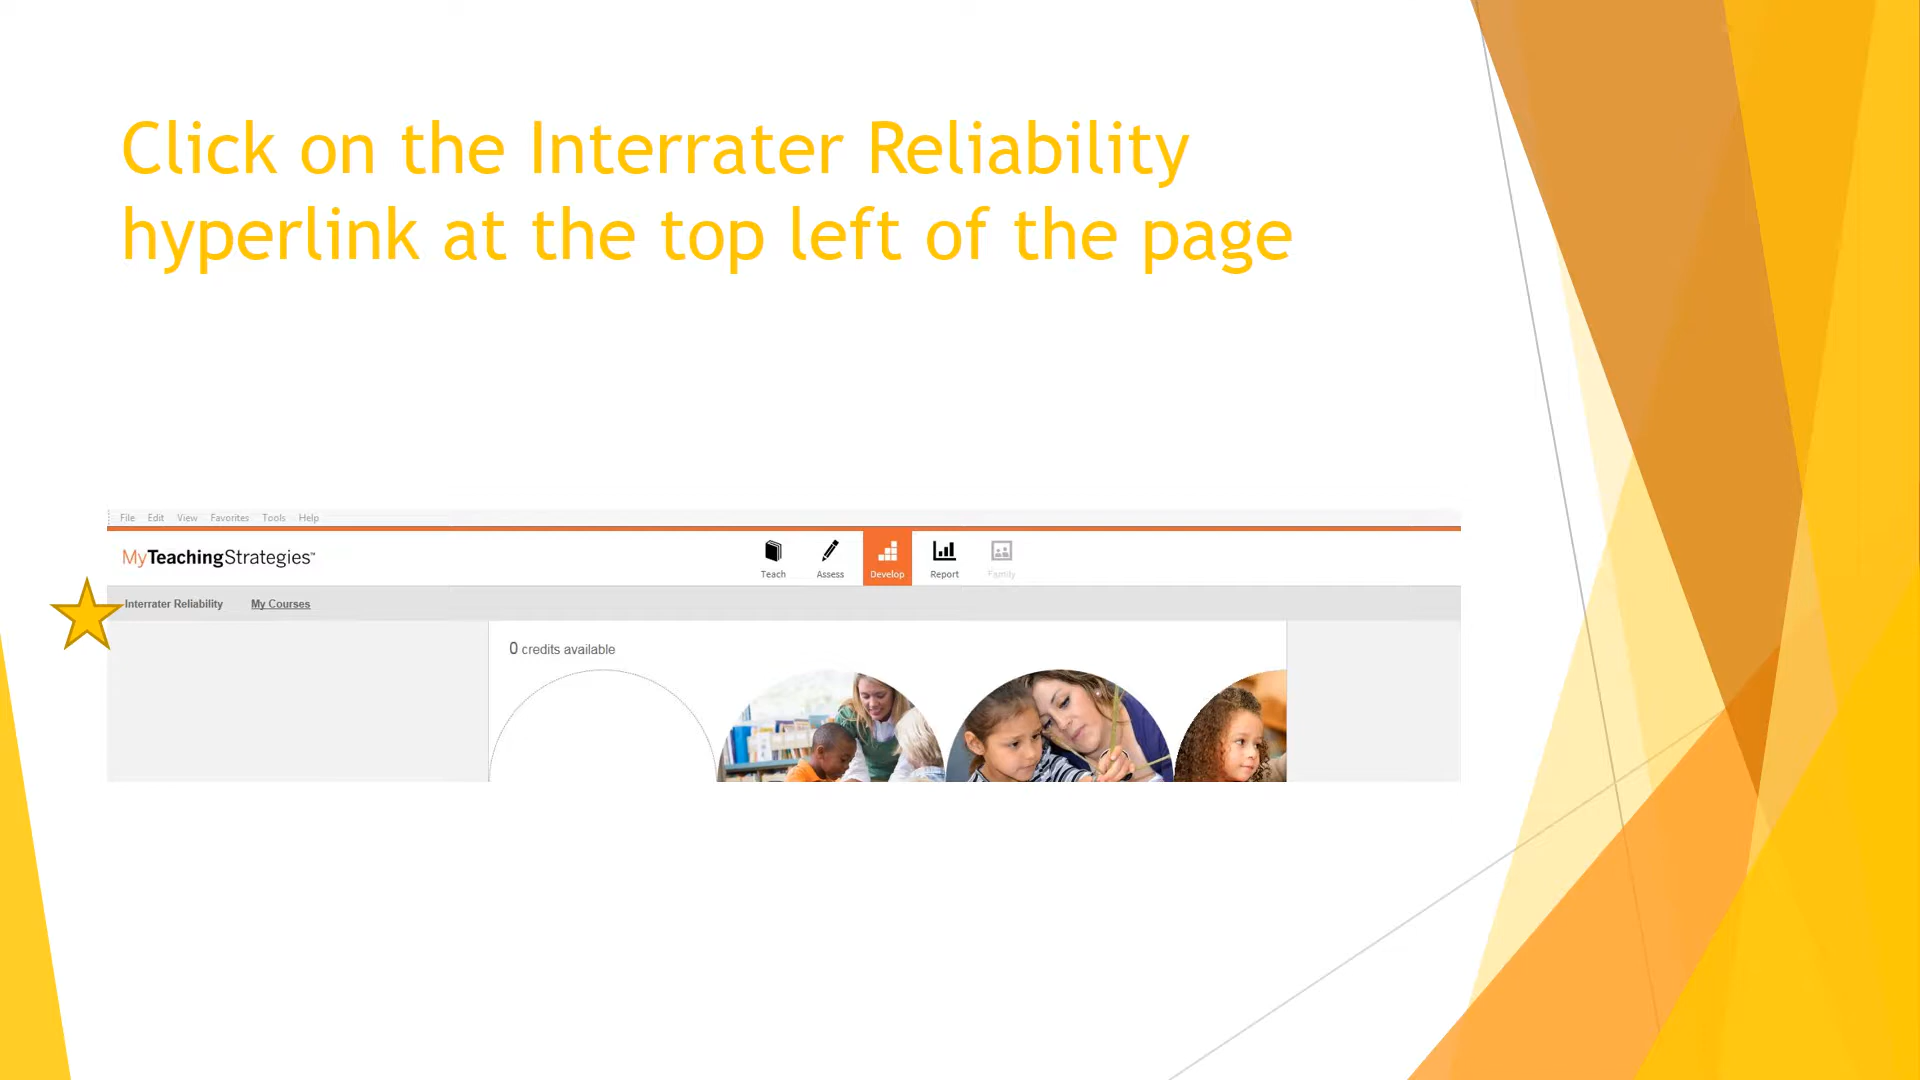 Click on the Interrater Reliability
hyperlink at the top left of the page
File Edit View Favorites Tools Help
MyTeachingStrategies™
Teach Assess Develop Report Family
Interrater Reliability My Courses
0 credits available